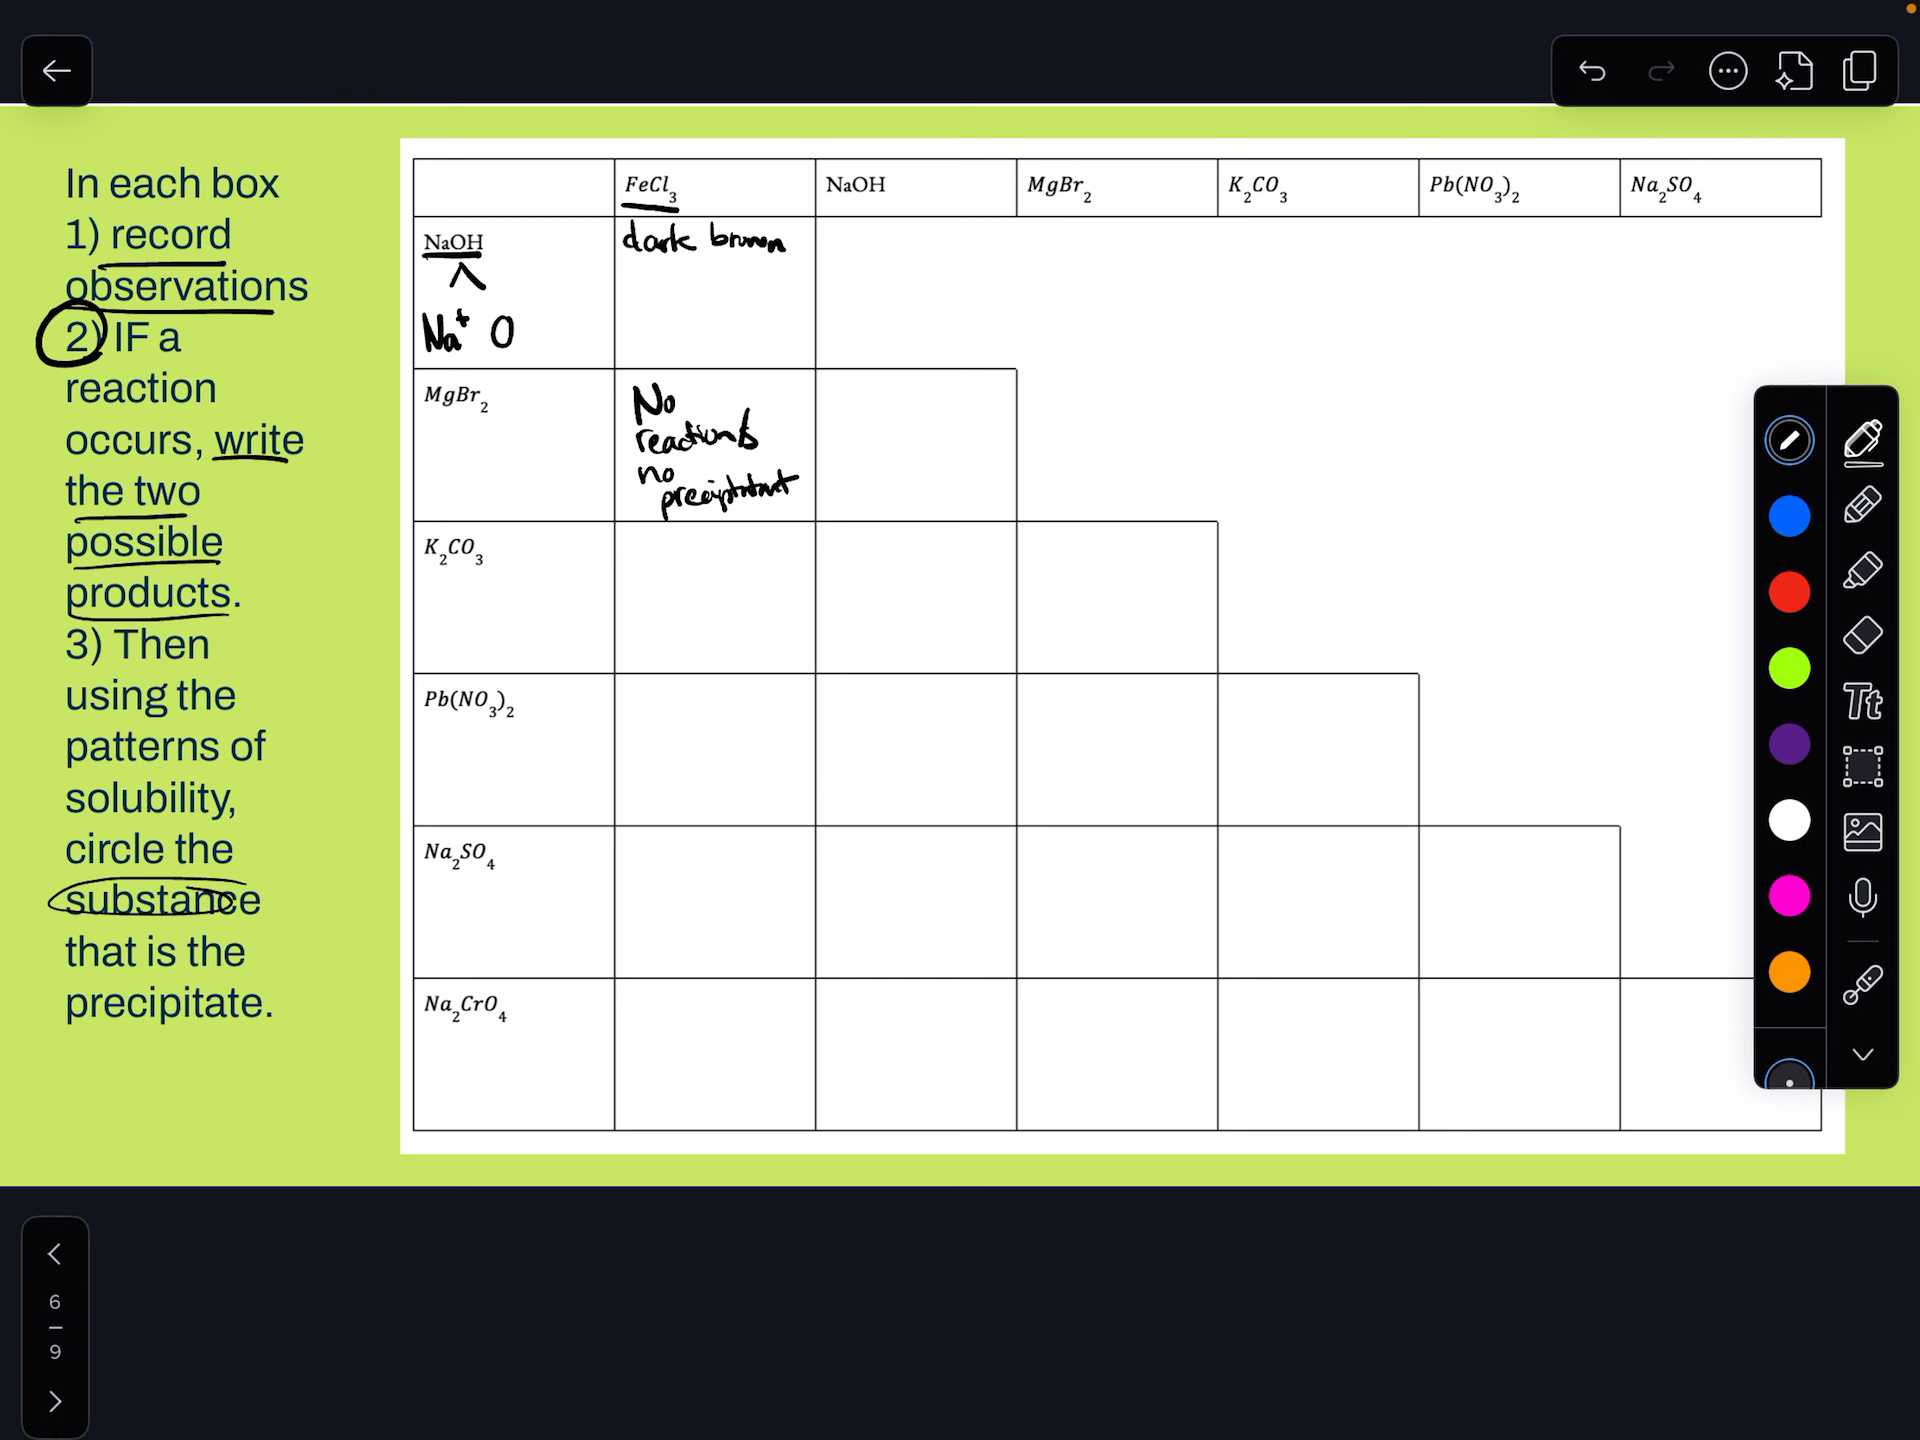 In each box
1) record
observations
2) IF a
reaction
occurs, write
the two
possible
products.
3) Then
using the
patterns of
solubility,
circle the
substance
that is the
precipitate.
FeCl3 NaOH MgBr2 K2CO3 Pb(NO3)2 Na2SO4
NaOH dark brown
Na+ O
MgBr2 No
reaction
no
K2CO3
Pb(NO3)2
Na2SO4
Na2CrO4
Tt
6
9